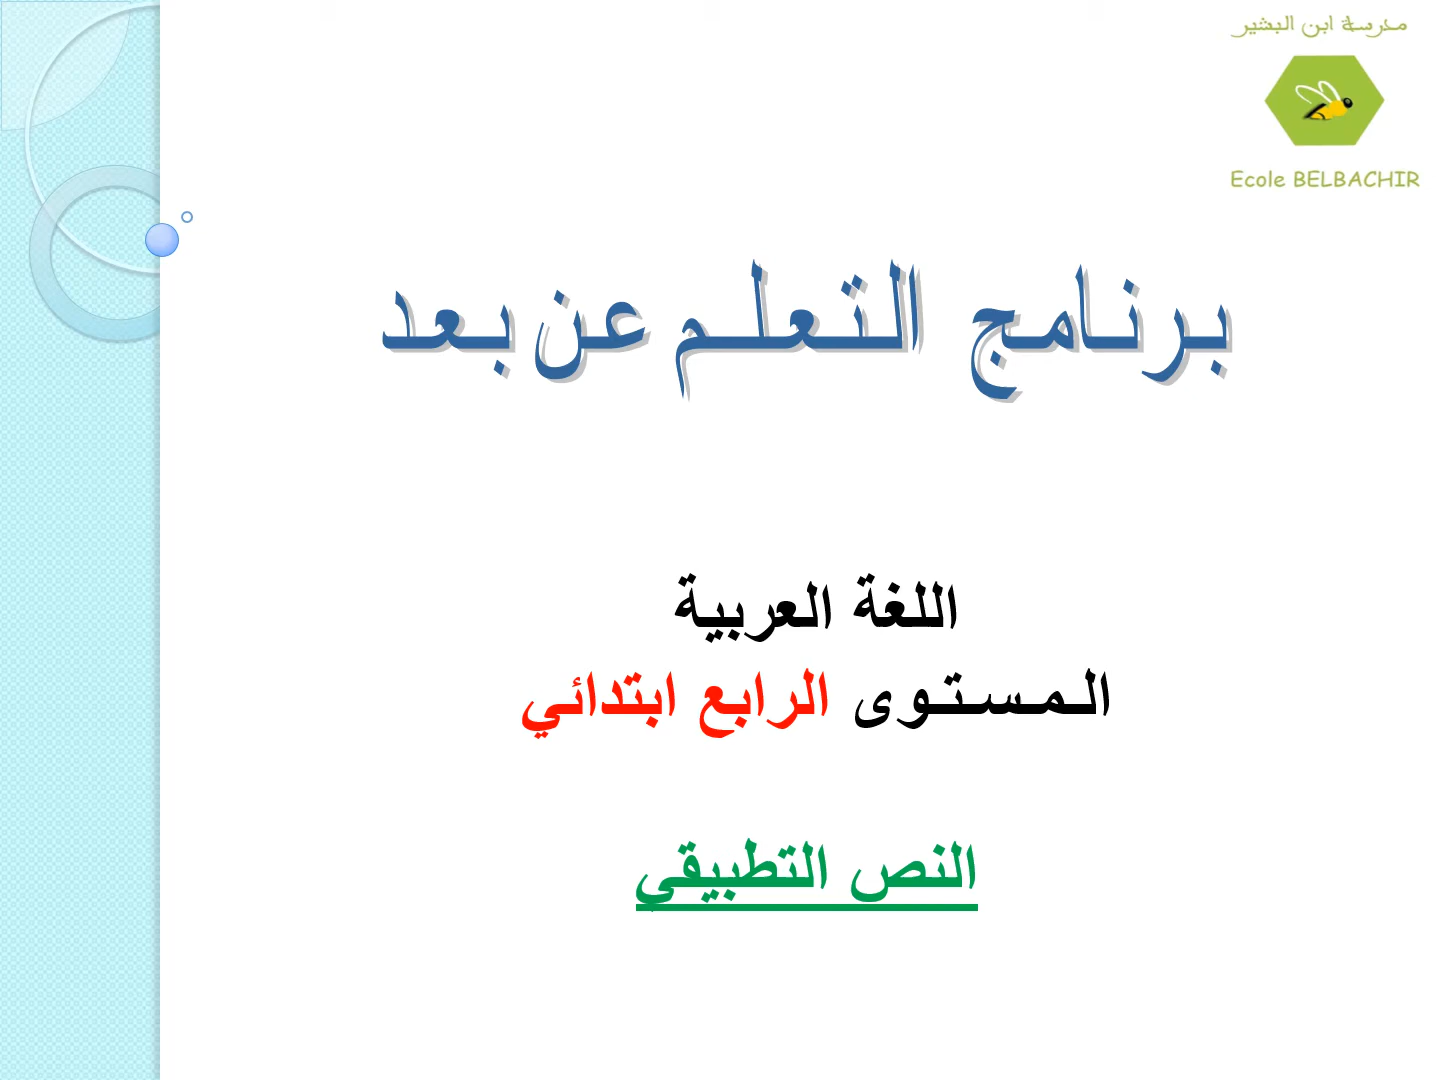 مدرسة ابن البشير
Ecole BELBACHIR
برنامج التعلم عن بعد
اللغة العربية
المستوى الرابع ابتدائي
النص التطبيقي